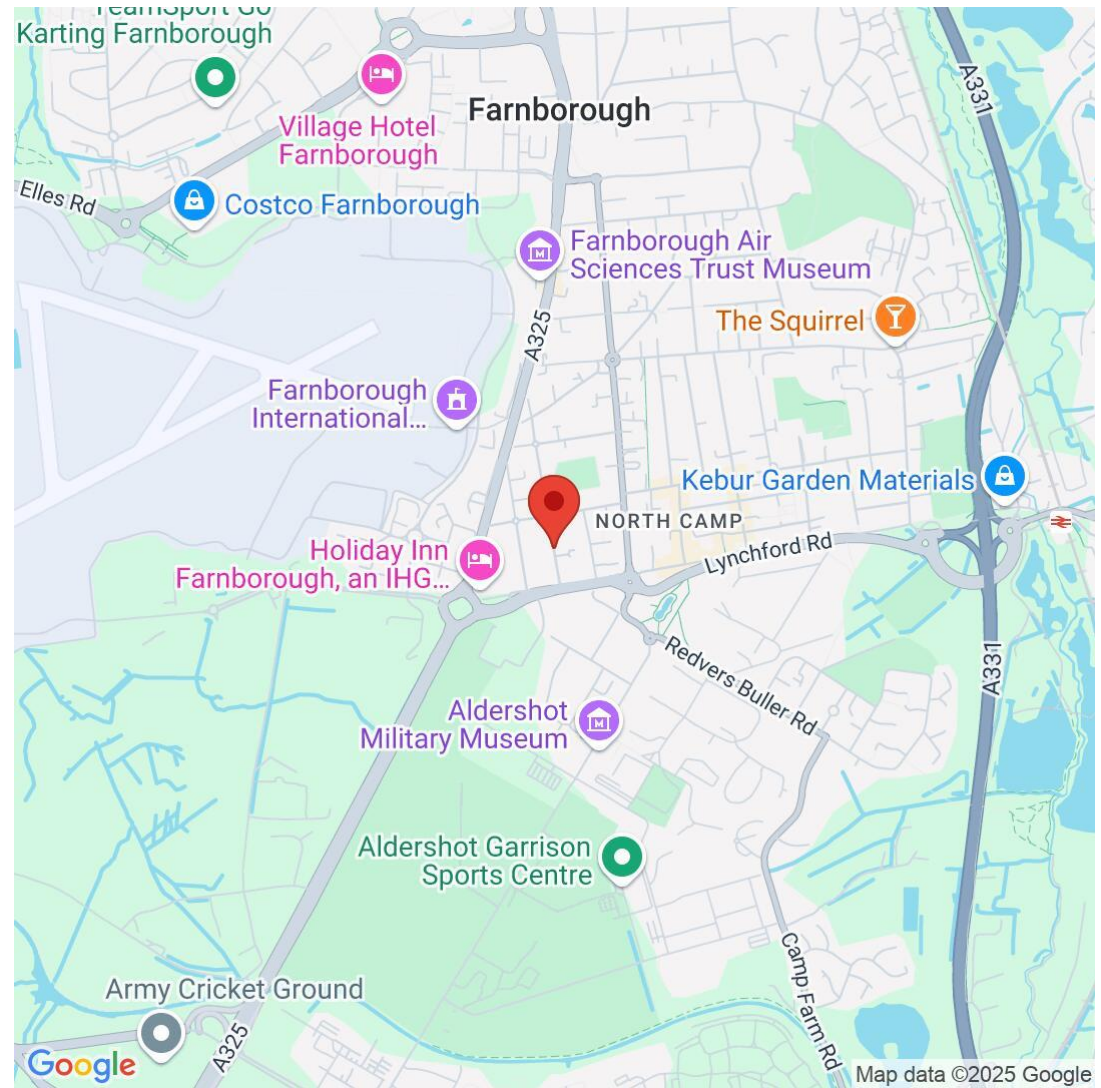 TeamSport Go
Karting Farnborough
Village Hotel
Farnborough
Farnborough
A331
Elles Rd
Costco Farnborough
Farnborough Air
Sciences Trust Museum
The Squirrel
A325
Farnborough
International...
Kebur Garden Materials
NORTH CAMP
Holiday Inn
Farnborough, an IHG...
Lynchford Rd
Redvers Buller Rd
A331
Aldershot
Military Museum
Aldershot Garrison
Sports Centre
Camp Farm Rd
Army Cricket Ground
A325
Google
Map data ©2025 Google